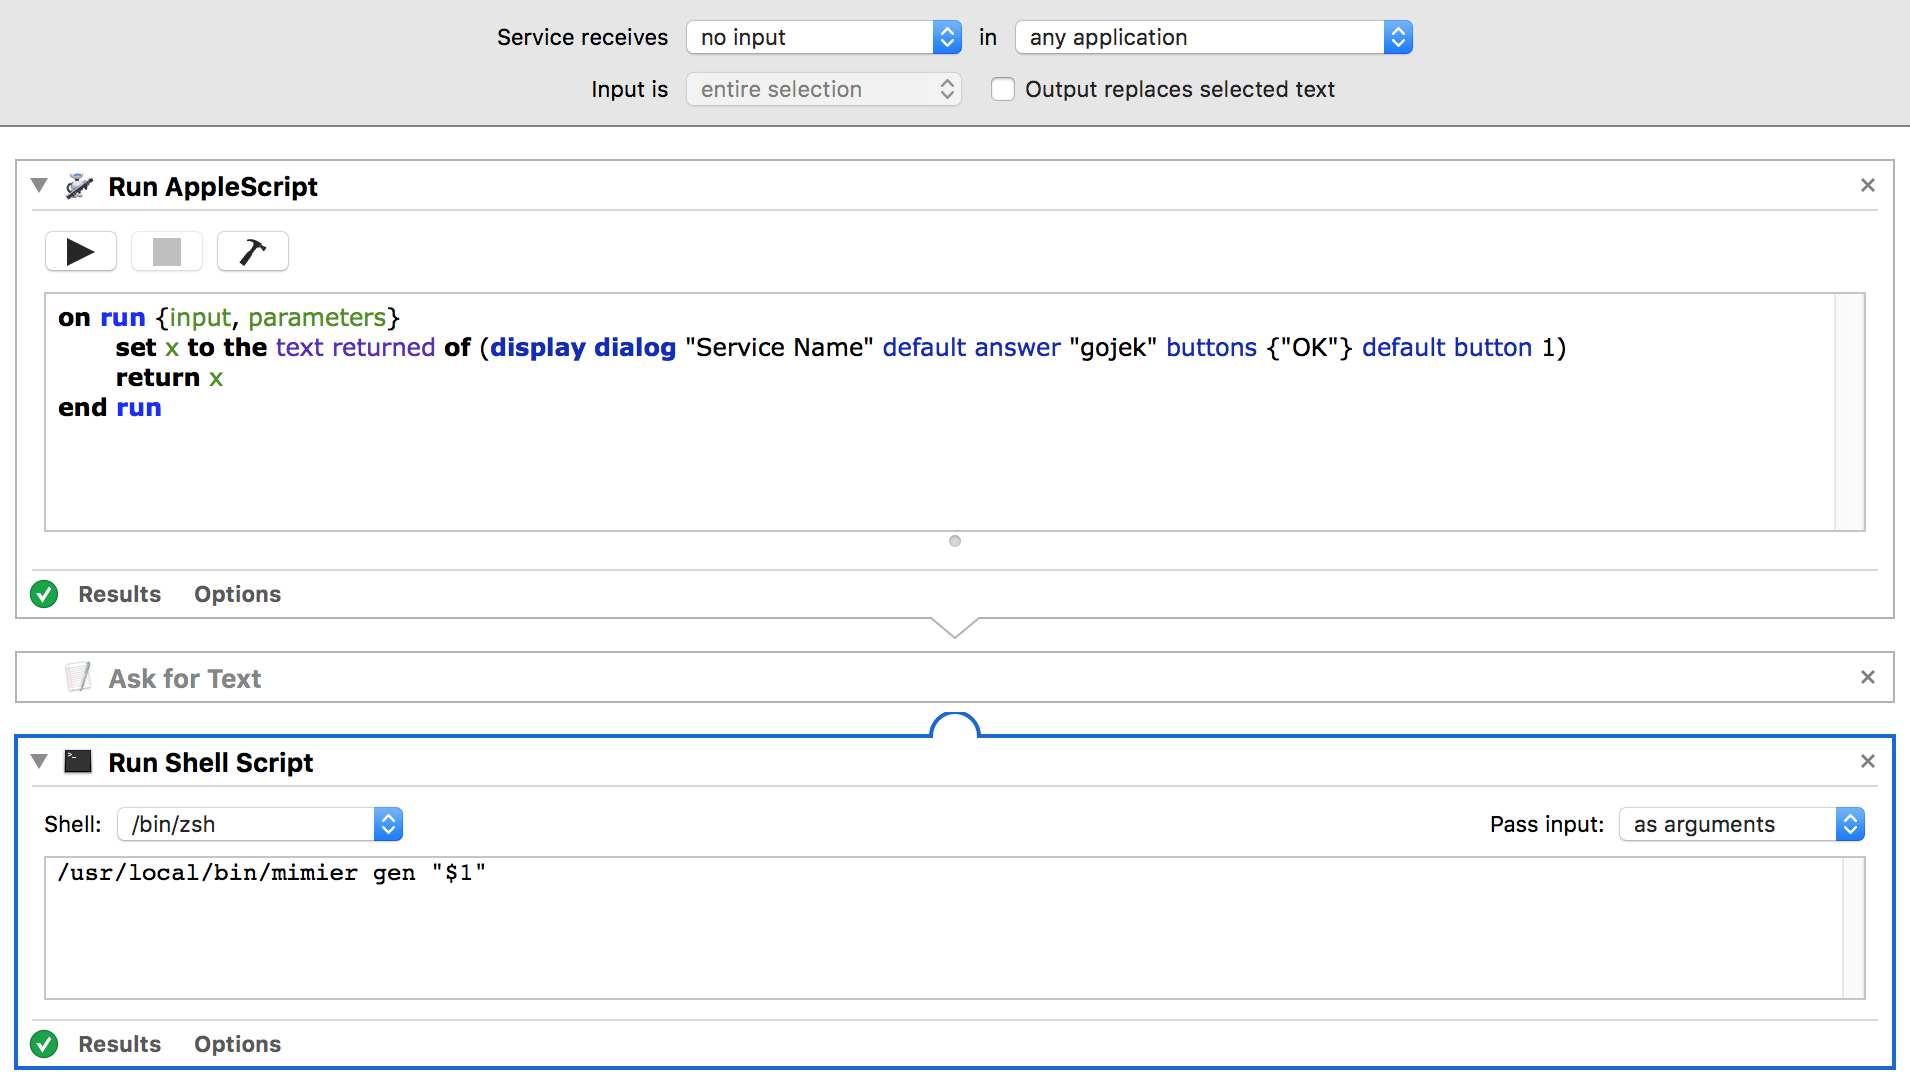 Service receives no input in any application
Input is entire selection Output replaces selected text
Run AppleScript
on run {input, parameters}
set x to the text returned of (display dialog "Service Name" default answer "gojek" buttons {"OK"} default button 1)
return x
end run
Results Options
Ask for Text
Run Shell Script
Shell: /bin/zsh Pass input: as arguments
/usr/local/bin/mimier gen "$1"
Results Options